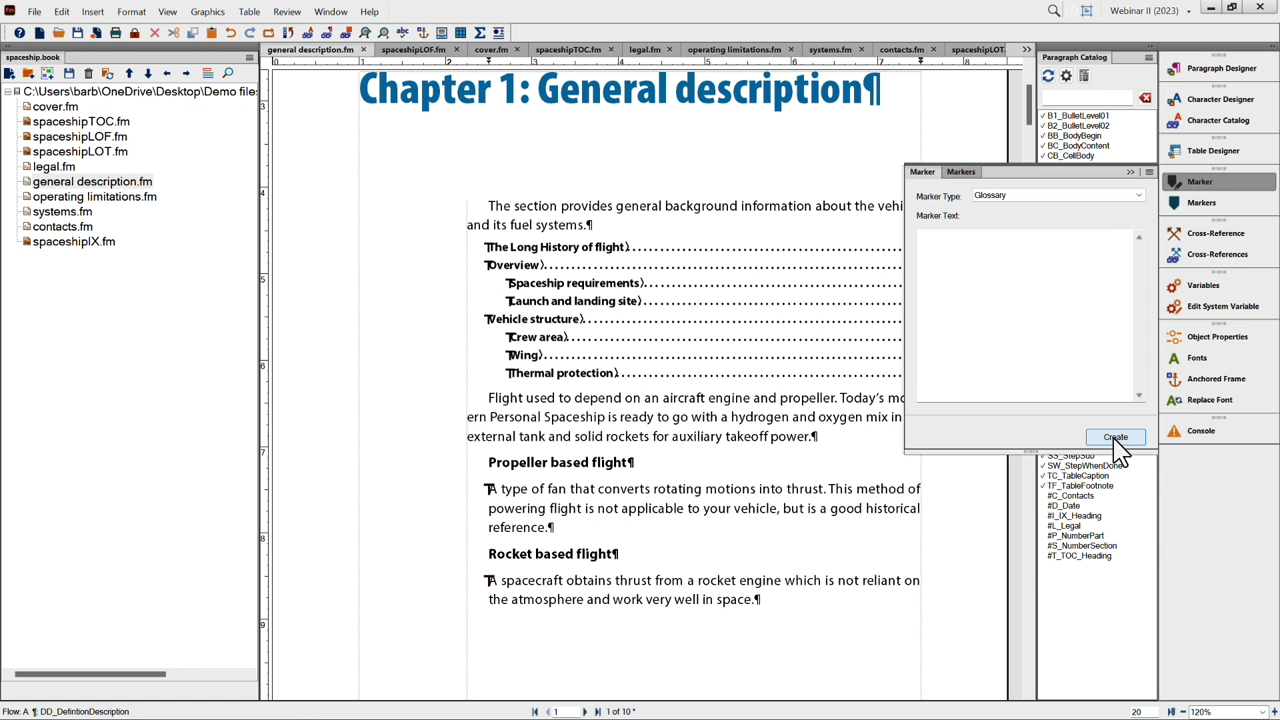 Fm File Edit Insert Format View Graphics Table Review Window Help
Webinar II (2023)
spaceship.book
C:\Users\barb\OneDrive\Desktop\Demo file
cover.fm
spaceshipTOC.fm
spaceshipLOF.fm
spaceshipLOT.fm
legal.fm
general description.fm
operating limitations.fm
systems.fm
contacts.fm
spaceshipIX.fm
general description.fm spaceshipLOF.fm cover.fm spaceshipTOC.fm legal.fm operating limitations.fm systems.fm contacts.fm spaceshipLOT.
Chapter 1: General description¶
The section provides general background information about the vehi
and its fuel systems.¶
The Long History of flight
Overview
Spaceship requirements
Launch and landing site
Vehicle structure
Crew area
Wing
Thermal protection
Flight used to depend on an aircraft engine and propeller. Today's mo
ern Personal Spaceship is ready to go with a hydrogen and oxygen mix in
external tank and solid rockets for auxiliary takeoff power.¶
Propeller based flight¶
A type of fan that converts rotating motions into thrust. This method of
powering flight is not applicable to your vehicle, but is a good historical
reference.¶
Rocket based flight¶
A spacecraft obtains thrust from a rocket engine which is not reliant on
the atmosphere and work very well in space.¶
Paragraph Catalog
B1_BulletLevel01
B2_BulletLevel02
BB_BodyBegin
BC_BodyContent
CB_CellBody
Marker Markers
Marker Type: Glossary
Marker Text:
Create
SS_StepSub
SW_StepWhenDone
TC_TableCaption
TF_TableFootnote
#C_Contacts
#D_Date
#I_IX_Heading
#L_Legal
#P_NumberPart
#S_NumberSection
#T_TOC_Heading
Paragraph Designer
Character Designer
Character Catalog
Table Designer
Marker
Markers
Cross-Reference
Cross-References
Variables
Edit System Variable
Object Properties
Fonts
Anchored Frame
Replace Font
Console
Flow: A ¶: DD_DefintionDescription
1
1 of 10*
20
120%